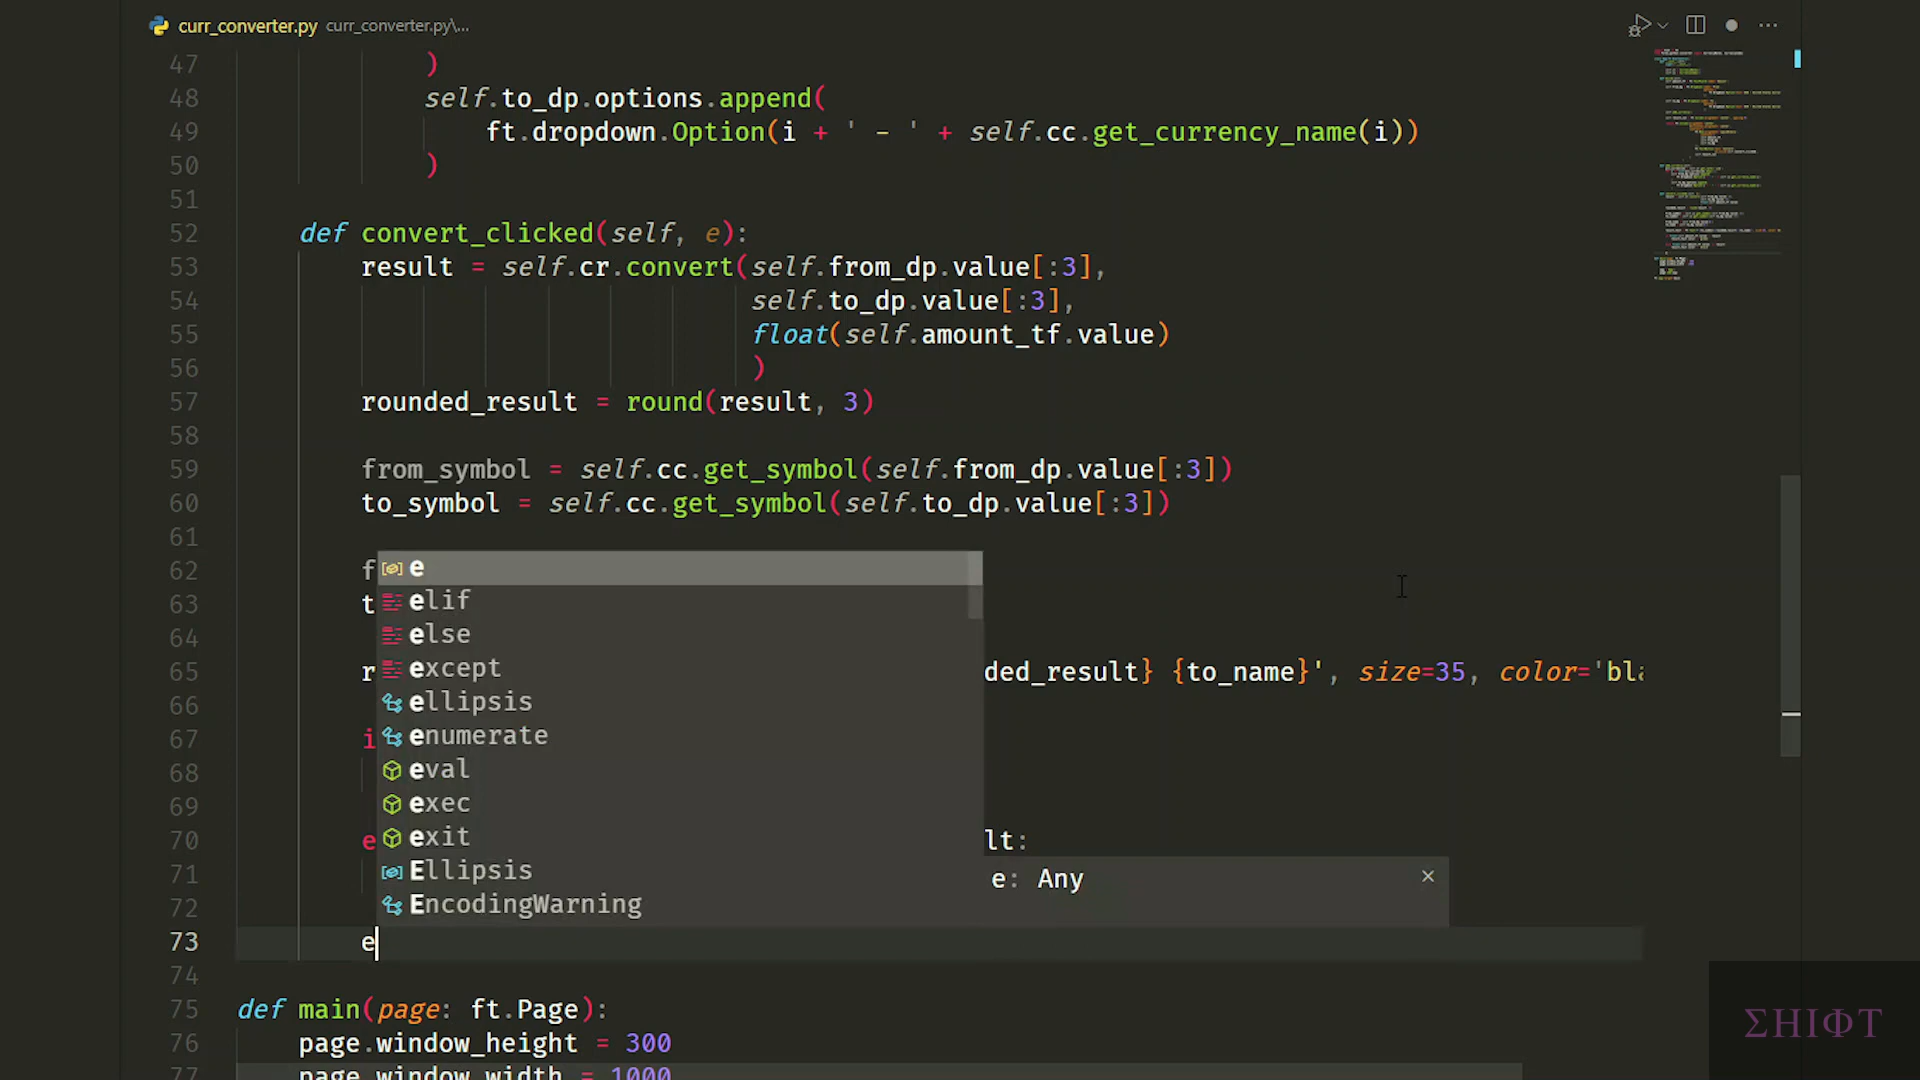 curr_converter.py curr_converter.py\...
47 )
48 self.to_dp.options.append(
49 ft.dropdown.Option(i + ' - ' + self.cc.get_currency_name(i))
50 )
51
52 def convert_clicked(self, e):
53 result = self.cr.convert(self.from_dp.value[:3],
54 self.to_dp.value[:3],
55 float(self.amount_tf.value)
56 )
57 rounded_result = round(result, 3)
58
59 from_symbol = self.cc.get_symbol(self.from_dp.value[:3])
60 to_symbol = self.cc.get_symbol(self.to_dp.value[:3])
61
62 f
63 t
64
65 r ded_result} {to_name}', size=35, color='bla
66
67 i
68
69
70 e lt:
71
72
73 e
e
elif
else
except
ellipsis
enumerate
eval
exec
exit
Ellipsis
EncodingWarning
e: Any
74
75 def main(page: ft.Page):
76 page.window_height = 300
77 page.window_width = 1000
ΣHIΦT